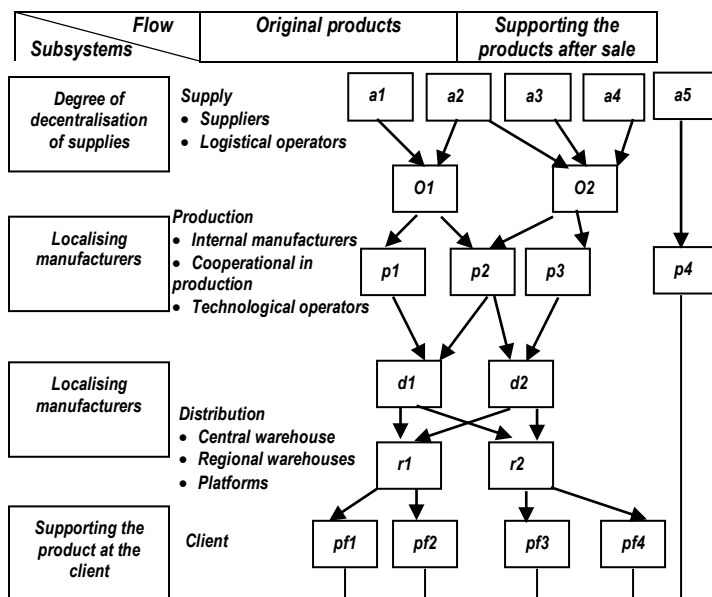 Flow
Subsystems
Original products
Supporting the
products after sale
Degree of
decentralisation
of supplies
Supply
• Suppliers
• Logistical operators
a1
a2
a3
a4
a5
O1
O2
Localising
manufacturers
Production
• Internal manufacturers
• Cooperational in
production
• Technological operators
p1
p2
p3
p4
Localising
manufacturers
d1
d2
Distribution
• Central warehouse
• Regional warehouses
• Platforms
r1
r2
Supporting the
product at the
client
Client
pf1
pf2
pf3
pf4